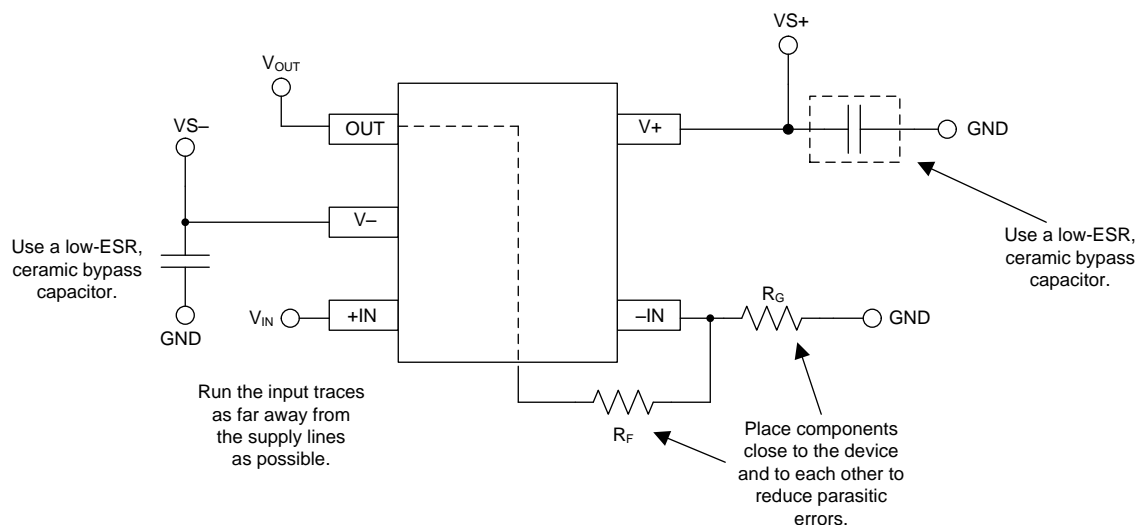 VS+
VOUT
OUT
V+
GND
VS–
V–
Use a low-ESR,
ceramic bypass
capacitor.
Use a low-ESR,
ceramic bypass
capacitor.
GND
VIN
+IN
–IN
RG
GND
Run the input traces
as far away from
the supply lines
as possible.
RF
Place components
close to the device
and to each other to
reduce parasitic
errors.